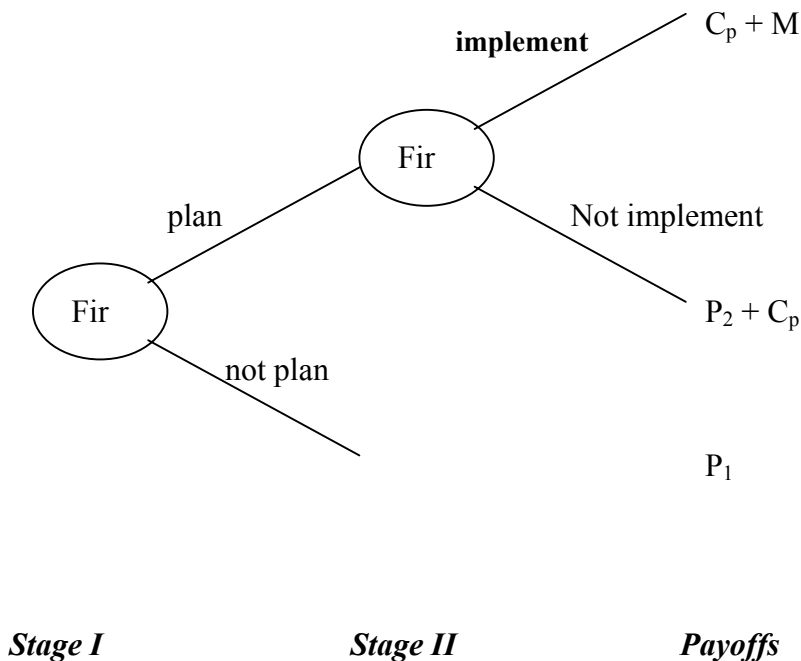 C_p + M
implement
Fir
plan
Not implement
Fir
P_2 + C_p
not plan
P_1
Stage I Stage II Payoffs